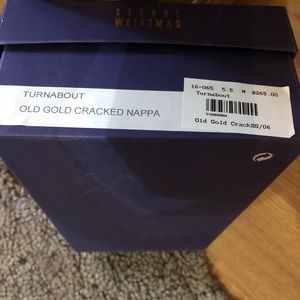 STUART
WEITZMAN
TURNABOUT
OLD GOLD CRACKED NAPPA
16-065 5.5 M $265.00
Turnabout
Old Gold CrackSS/06